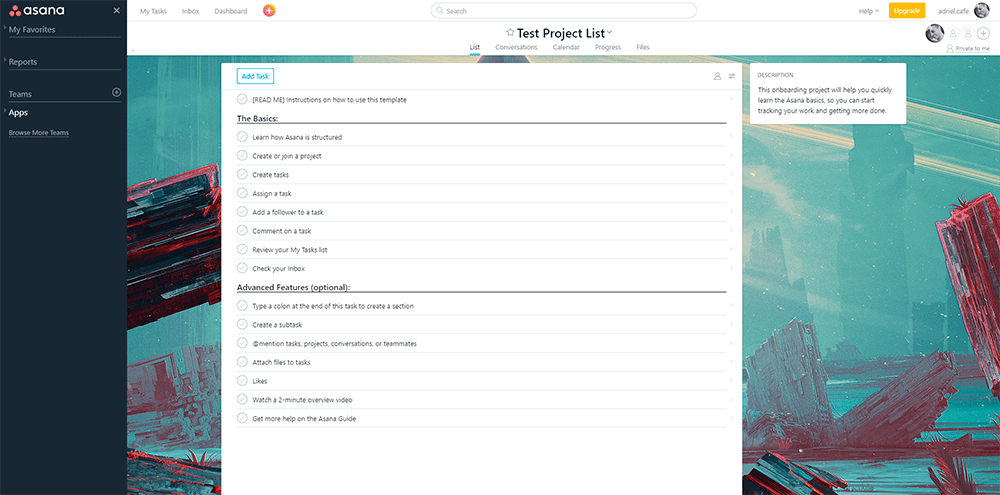 asana
My Favorites
Reports
Teams
Apps
Browse More Teams
My Tasks
Inbox
Dashboard
Search
Help
Upgrade
adriel.cafe
Test Project List
List
Conversations
Calendar
Progress
Files
Private to me
Add Task
[READ ME] Instructions on how to use this template
The Basics:
Learn how Asana is structured
Create or join a project
Create tasks
Assign a task
Add a follower to a task
Comment on a task
Review your My Tasks list
Check your Inbox
Advanced Features (optional):
Type a colon at the end of this task to create a section
Create a subtask
@mention tasks, projects, conversations, or teammates
Attach files to tasks
Likes
Watch a 2-minute overview video
Get more help on the Asana Guide
DESCRIPTION
This onboarding project will help you quickly
learn the Asana basics, so you can start
tracking your work and getting more done.